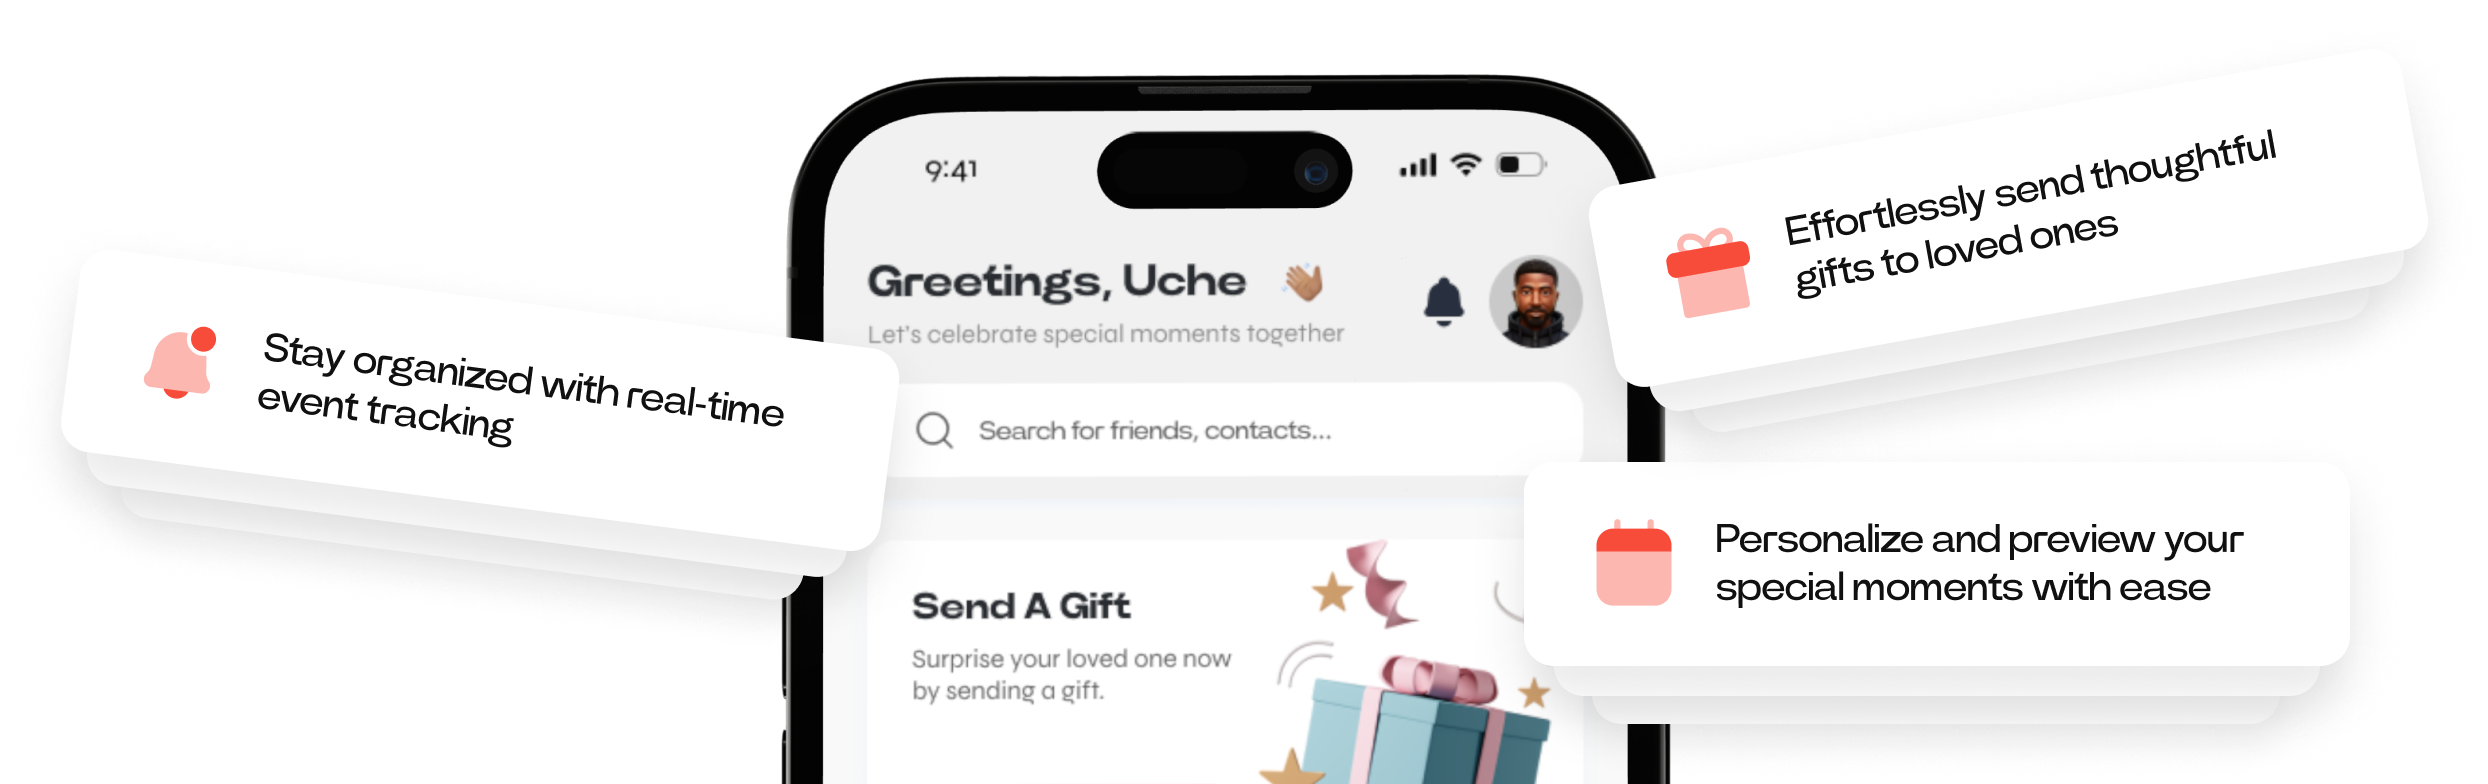 9:41
Greetings, Uche 👋🏽
Let's celebrate special moments together
Search for friends, contacts...
Send A Gift
Surprise your loved one now
by sending a gift.
Stay organized with real-time
event tracking
Effortlessly send thoughtful
gifts to loved ones
Personalize and preview your
special moments with ease